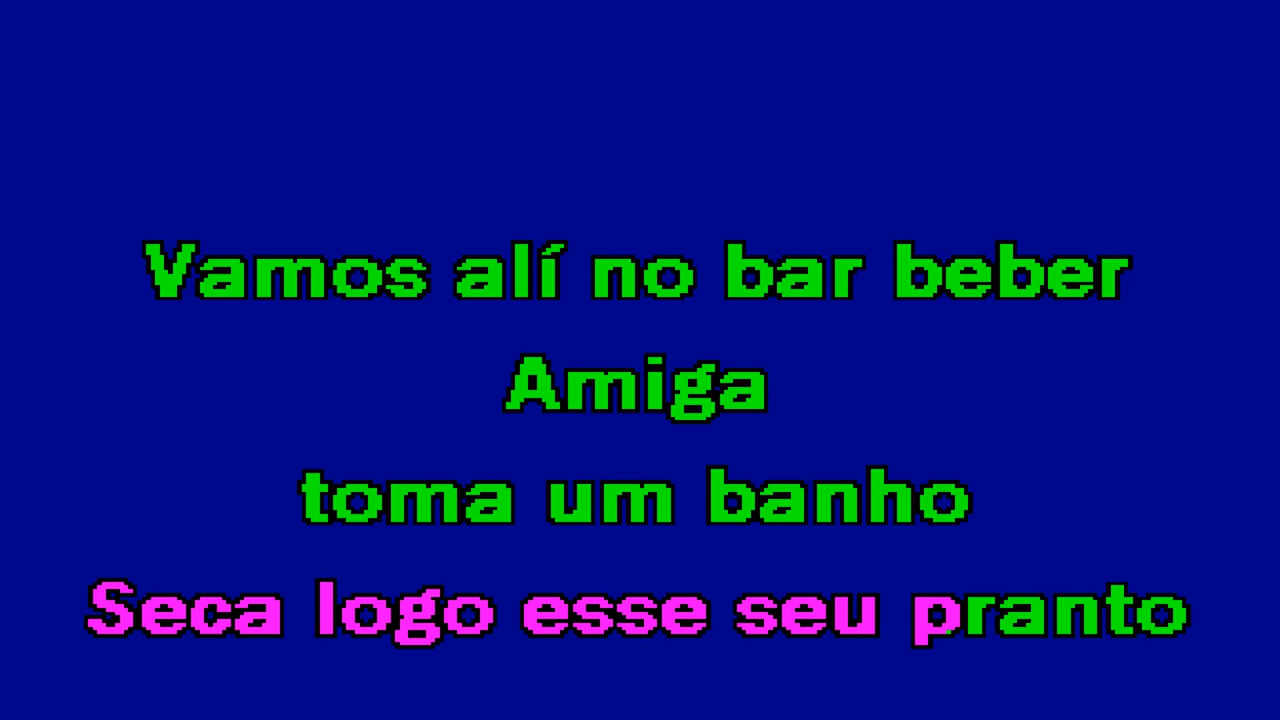 Vamos alí no bar beber
Amiga
toma um banho
Seca logo esse seu pranto